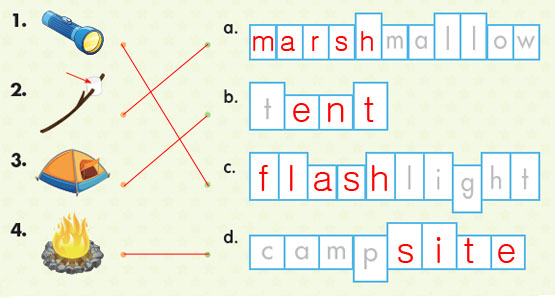 1. a. marshmallow
2. b. tent
3. c. flashlight
4. d. campsite